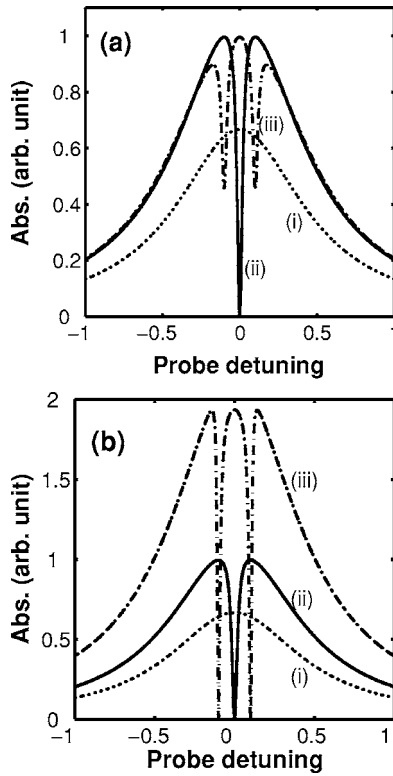 (a)
Abs. (arb. unit)
1
0.8
0.6
0.4
0.2
0
(iii)
(i)
(ii)
−1
−0.5
0
0.5
1
Probe detuning
(b)
Abs. (arb. unit)
2
1.5
1
0.5
0
(iii)
(ii)
(i)
−1
−0.5
0
0.5
1
Probe detuning